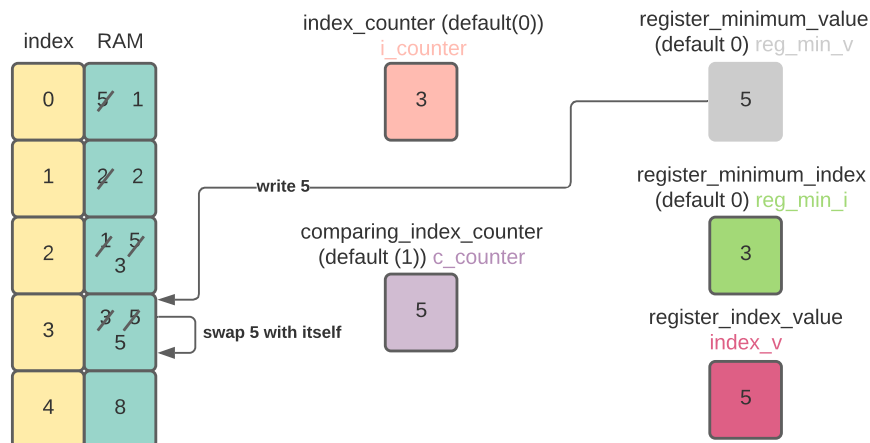 index RAM
0 5 1
1 2 2
2 1 5
3
3 3 5
5
4 8
index_counter (default(0))
i_counter
3
write 5
swap 5 with itself
comparing_index_counter
(default (1)) c_counter
5
register_minimum_value
(default 0) reg_min_v
5
register_minimum_index
(default 0) reg_min_i
3
register_index_value
index_v
5